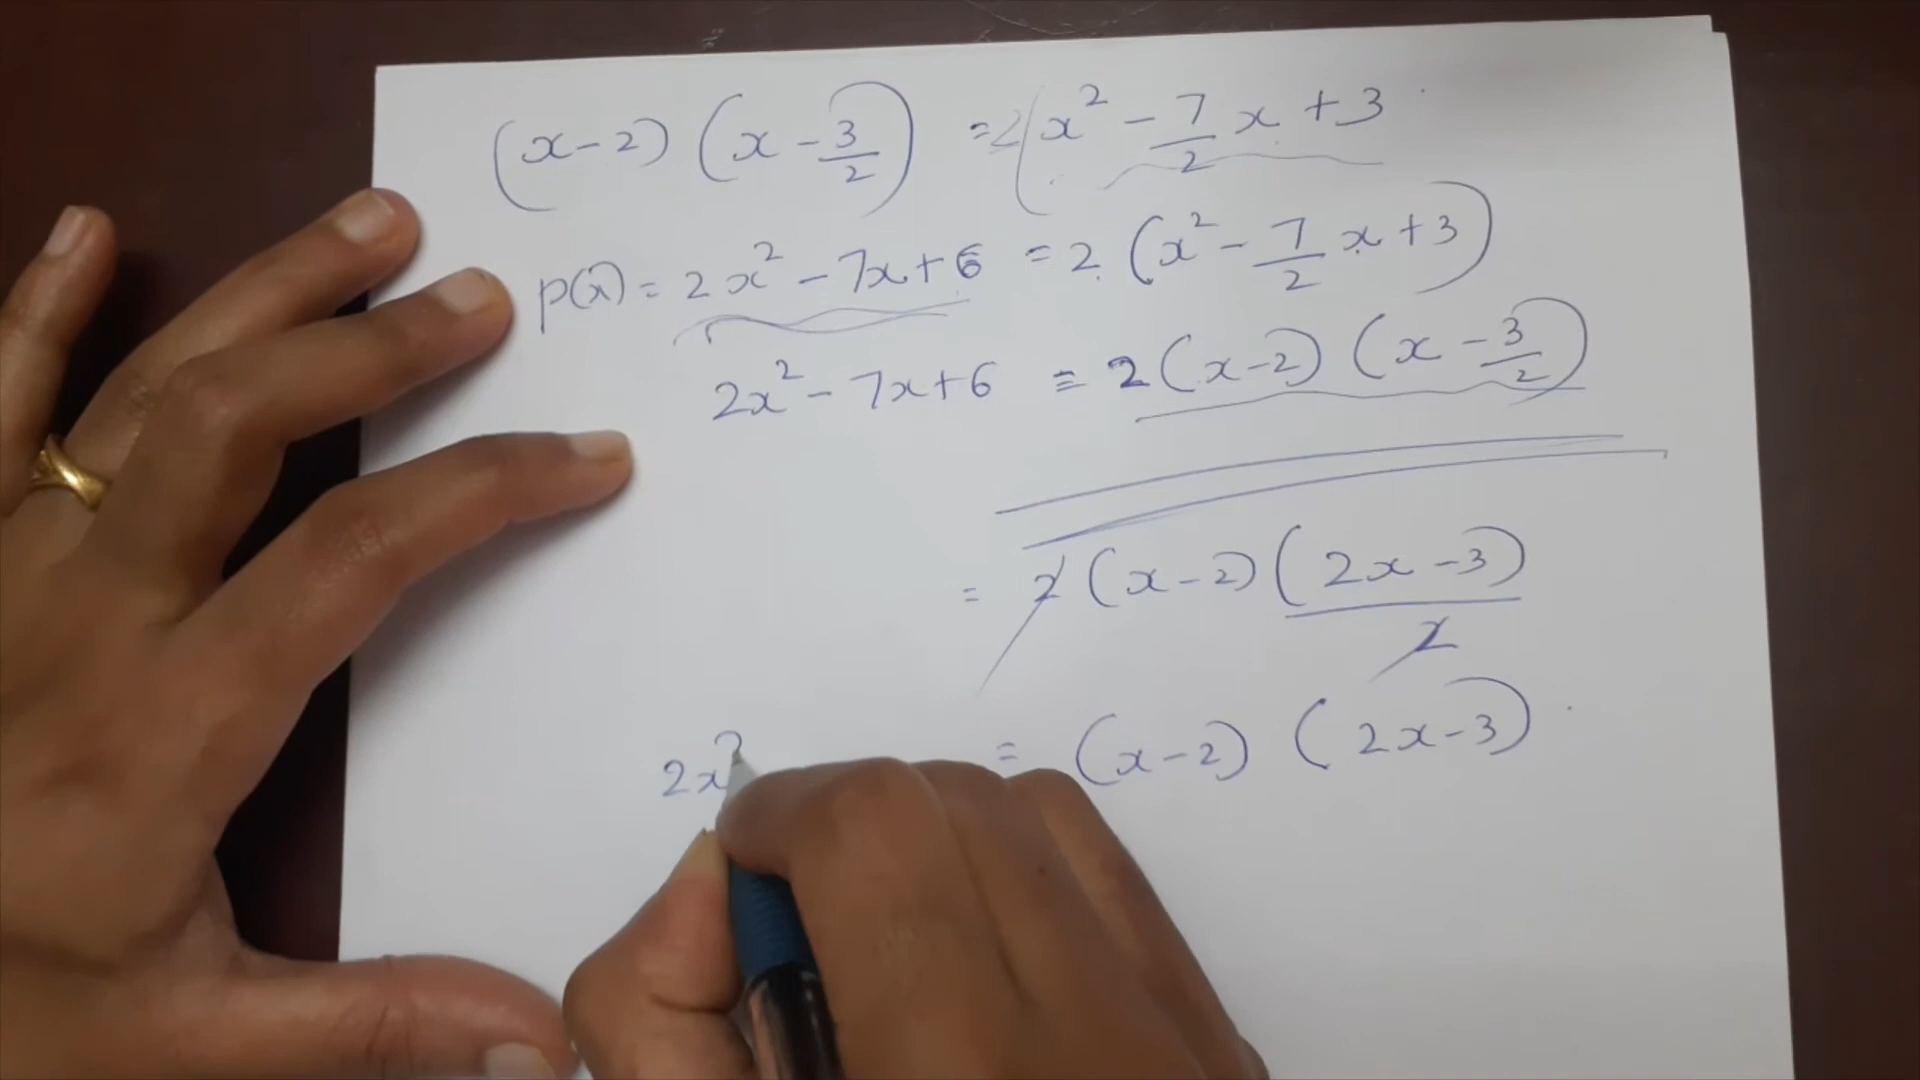 (x-2) (x - 3/2) = 2(x² - 7/2 x + 3
p(x) = 2x² - 7x + 6 = 2 (x² - 7/2 x + 3)
2x² - 7x + 6 = 2 (x-2) (x - 3/2)
= 2 (x-2) (2x - 3)/2
2x² = (x-2) (2x-3)